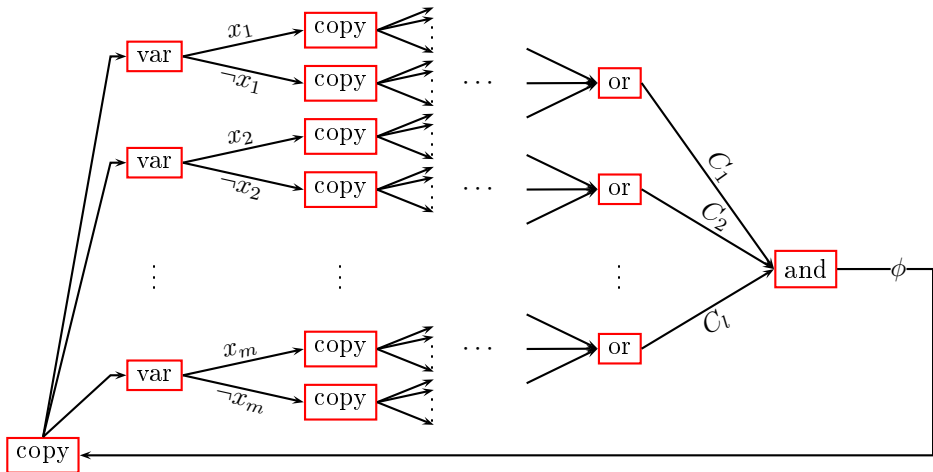 x₁ copy
var
¬x₁ copy ··· or
x₂ copy C₁
var
¬x₂ copy ··· or C₂
⋮ ⋮ ⋮ and ϕ
xₘ copy ··· or Cₗ
var
¬xₘ copy
copy